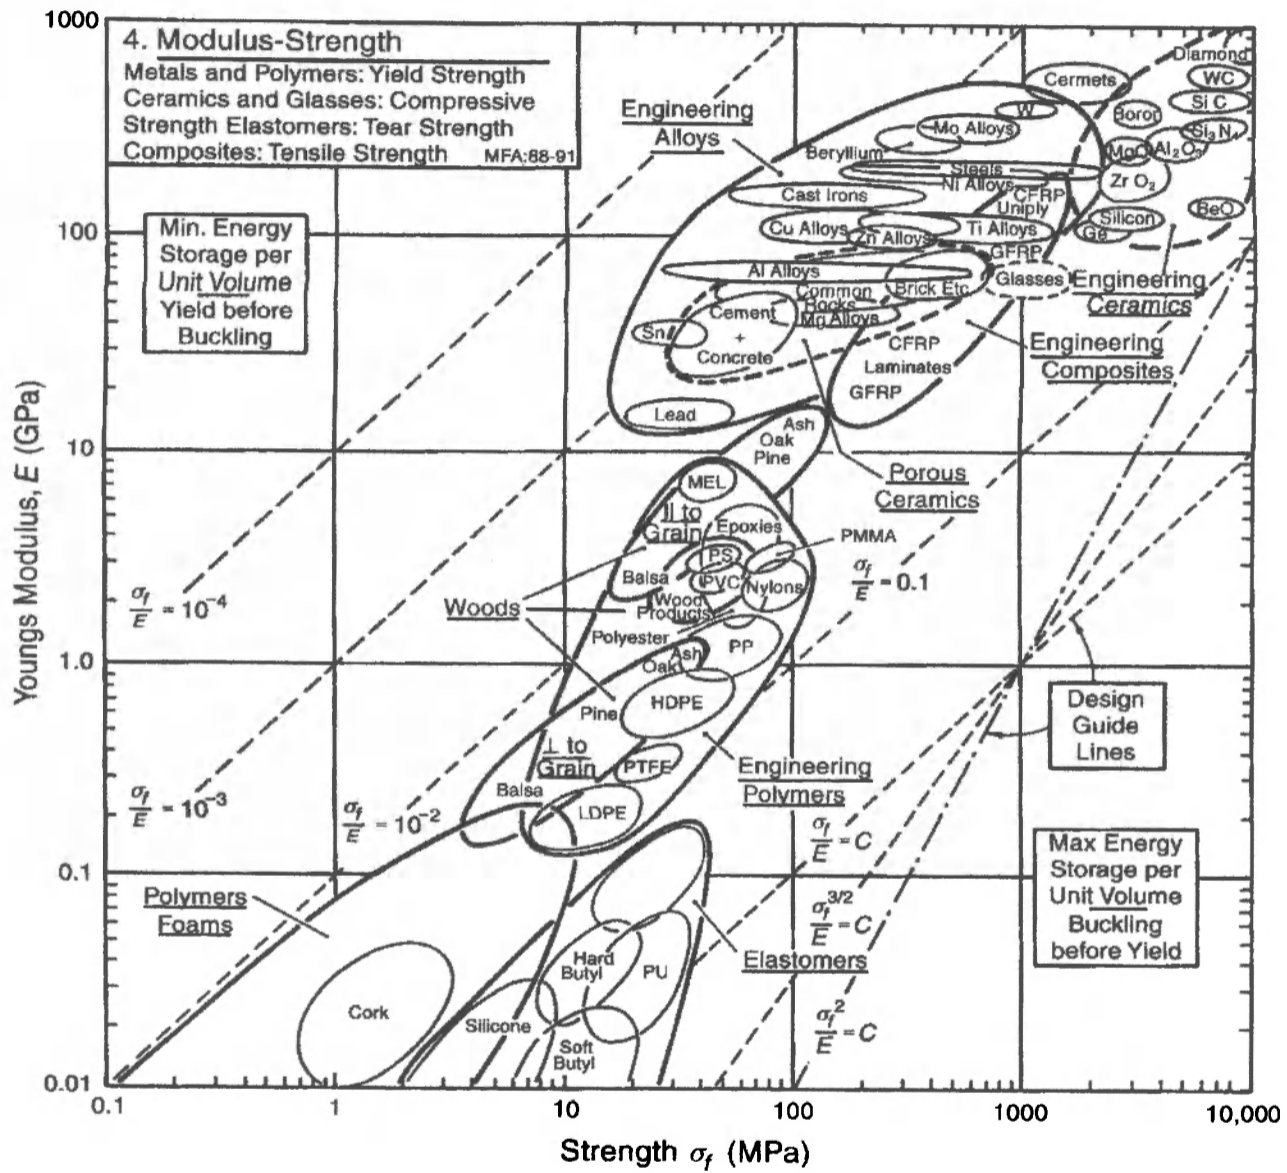 4. Modulus-Strength
Metals and Polymers: Yield Strength
Ceramics and Glasses: Compressive
Strength Elastomers: Tear Strength
Composites: Tensile Strength MFA:88-91
Min. Energy
Storage per
Unit Volume
Yield before
Buckling
Engineering
Alloys
Diamond
Cermets
WC
W
Boron
Si C
Mo Alloys
Si₃N₄
Beryllium
MgO
Al₂O₃
Steels
Ni Alloys
Zr O₂
Cast Irons
CFRP
Uniply
BeO
Cu Alloys
Ti Alloys
Silicon
Zn Alloys
Ge
GFRP
Al Alloys
Brick Etc
Glasses
Engineering
Ceramics
Common
Rocks
Cement
+
Concrete
Mg Alloys
Sn
CFRP
Laminates
GFRP
Engineering
Composites
Lead
Ash
Oak
Pine
Porous
Ceramics
MEL
|| to
Grain
Epoxies
PMMA
PS
Balsa
PVC
Nylons
σf/E = 0.1
σf/E = 10⁻⁴
Woods
Wood
Products
Polyester
PP
Ash
Oak
HDPE
Pine
Design
Guide
Lines
⊥ to
Grain
PTFE
Engineering
Polymers
Balsa
LDPE
σf/E = 10⁻³
σf/E = 10⁻²
σf/E = C
Max Energy
Storage per
Unit Volume
Buckling
before Yield
Polymers
Foams
σf^3/2/E = C
Elastomers
Hard
Butyl
PU
Cork
Silicone
Soft
Butyl
σf²/E = C
Youngs Modulus, E (GPa)
1000
100
10
1.0
0.1
0.01
0.1 1 10 100 1000 10,000
Strength σf (MPa)